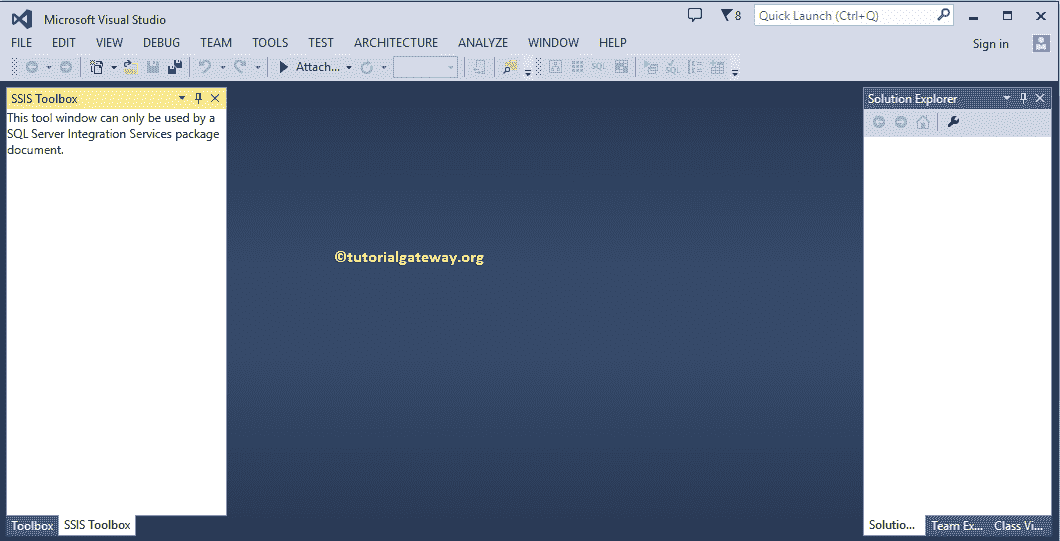 Microsoft Visual Studio
8
Quick Launch (Ctrl+Q)
FILE EDIT VIEW DEBUG TEAM TOOLS TEST ARCHITECTURE ANALYZE WINDOW HELP
Sign in
Attach...
SQL
SQL
SSIS Toolbox
This tool window can only be used by a
SQL Server Integration Services package
document.
©tutorialgateway.org
Solution Explorer
Toolbox SSIS Toolbox
Solutio... Team Ex... Class Vi...